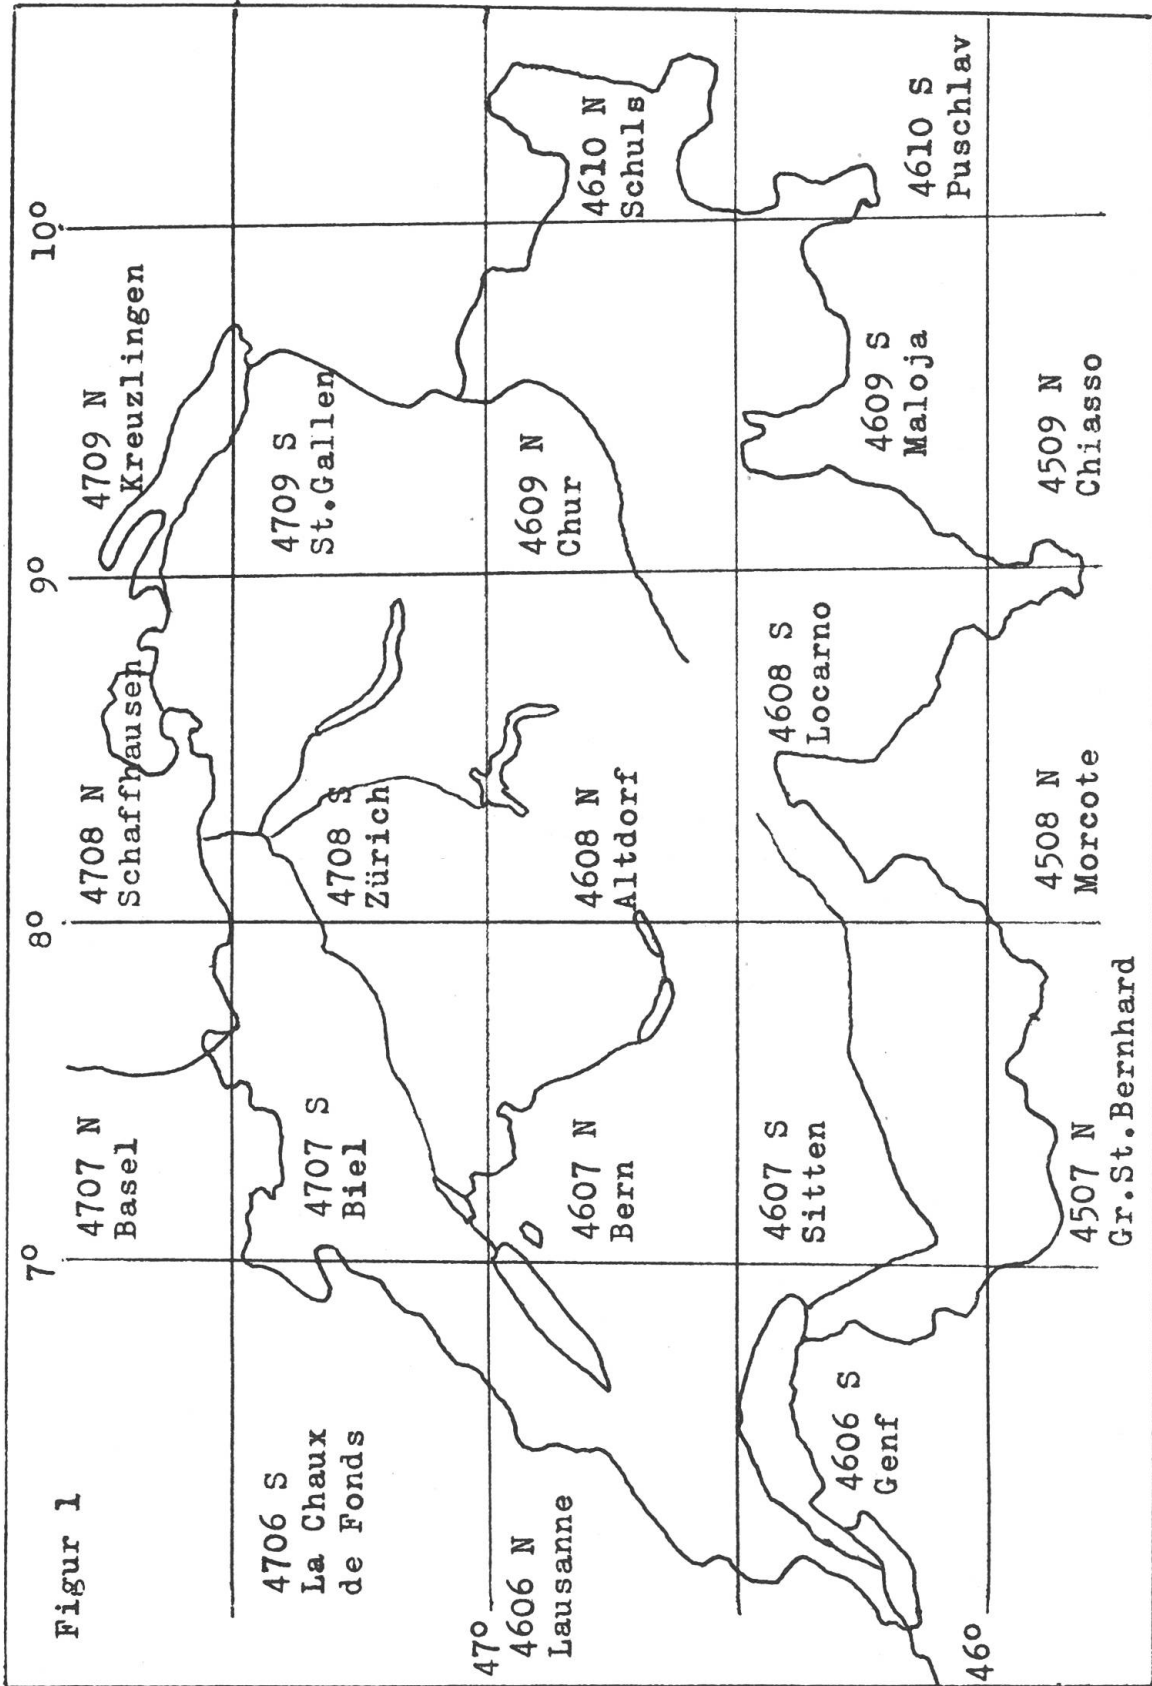 Figur 1
7°
8°
9°
10°
4707 N
Basel
4708 N
Schaffhausen
4709 N
Kreuzlingen
4706 S
La Chaux
de Fonds
4707 S
Biel
4708 S
Zürich
4709 S
St.Gallen
47°
4606 N
Lausanne
4607 N
Bern
4608 N
Altdorf
4609 N
Chur
4610 N
Schuls
4606 S
Genf
4607 S
Sitten
4608 S
Locarno
4609 S
Maloja
4610 S
Puschlav
46°
4507 N
Gr.St.Bernhard
4508 N
Morcote
4509 N
Chiasso